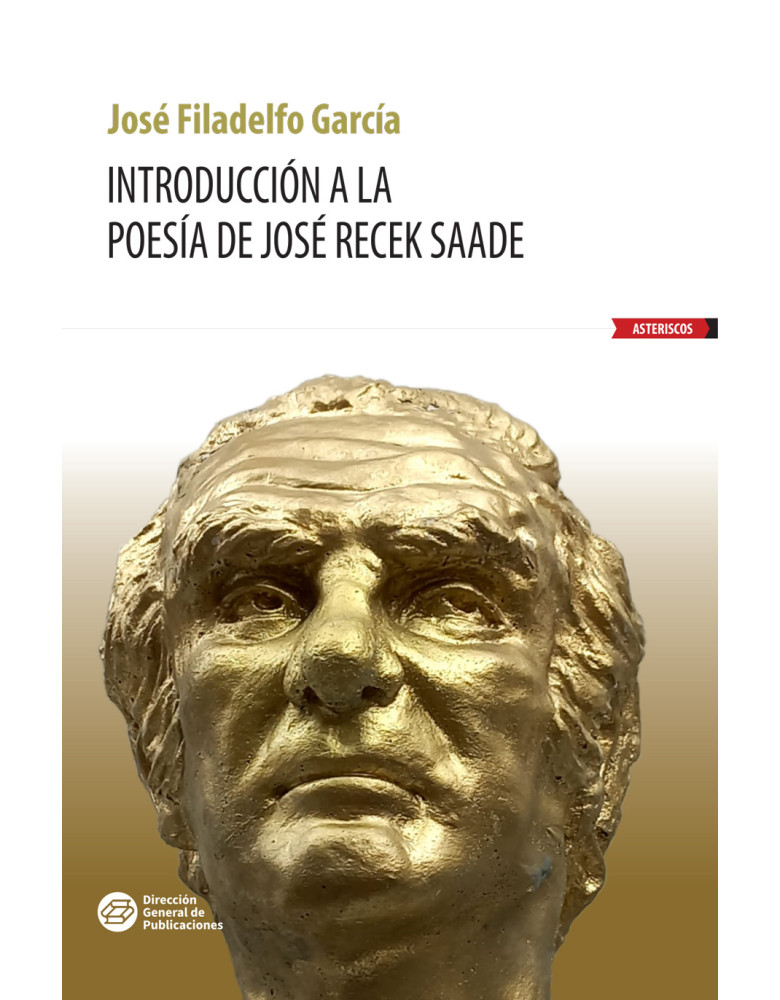 José Filadelfo García
INTRODUCCIÓN A LA
POESÍA DE JOSÉ RECEK SAADE
ASTERISCOS
Dirección
General de
Publicaciones